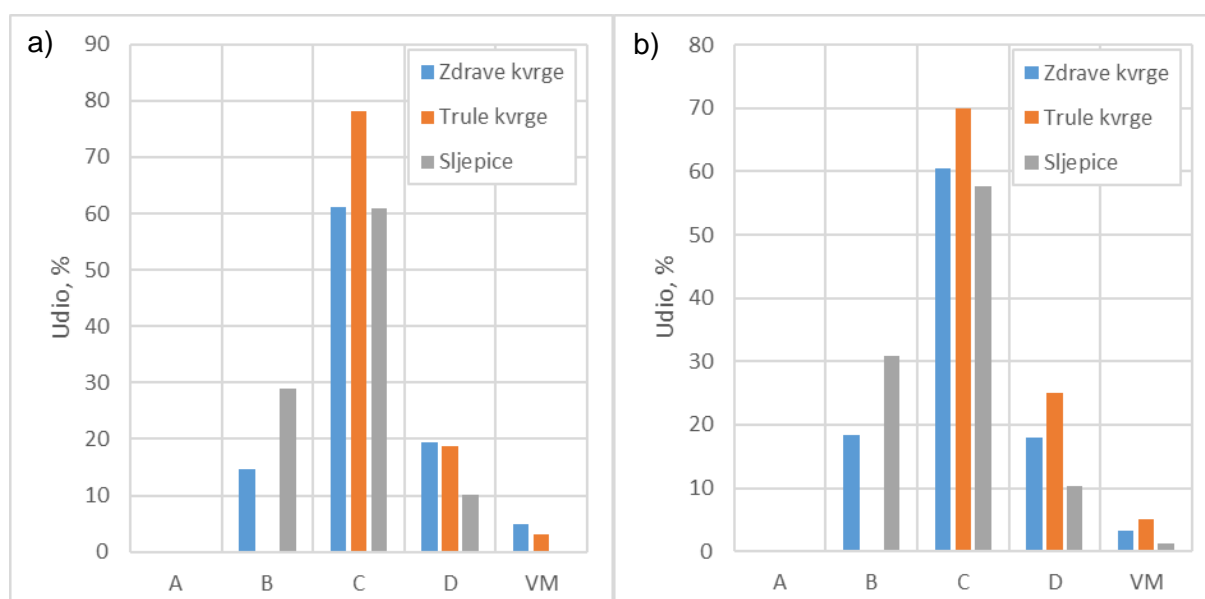 a)
Udio, %
90
80
70
60
50
40
30
20
10
0
A B C D VM
Zdrave kvrge
Trule kvrge
Sljepice
b)
Udio, %
80
70
60
50
40
30
20
10
0
A B C D VM
Zdrave kvrge
Trule kvrge
Sljepice